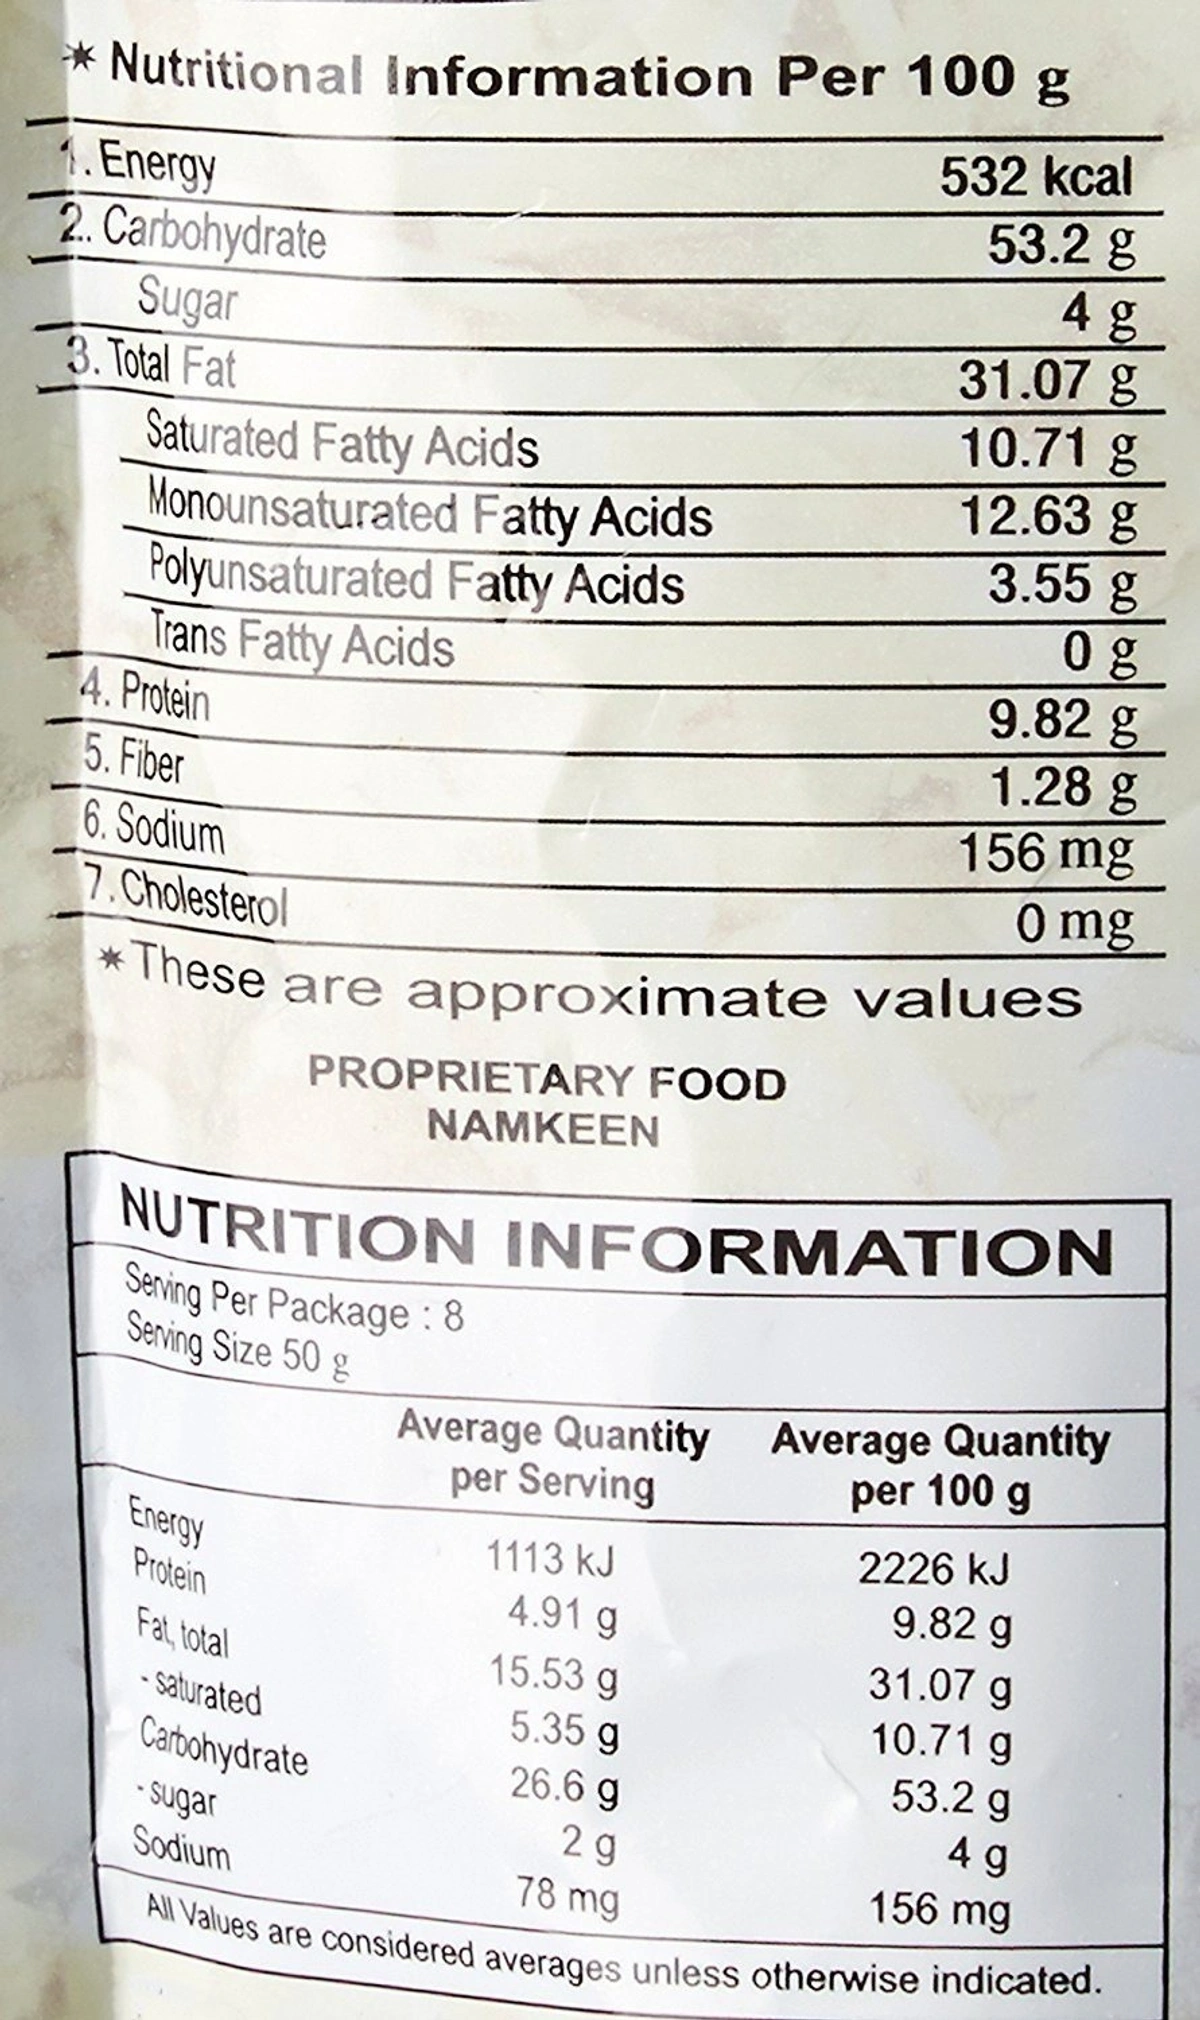 * Nutritional Information Per 100 g
1. Energy 532 kcal
2. Carbohydrate 53.2 g
Sugar 4 g
3. Total Fat 31.07 g
Saturated Fatty Acids 10.71 g
Monounsaturated Fatty Acids 12.63 g
Polyunsaturated Fatty Acids 3.55 g
Trans Fatty Acids 0 g
4. Protein 9.82 g
5. Fiber 1.28 g
6. Sodium 156 mg
7. Cholesterol 0 mg
* These are approximate values
PROPRIETARY FOOD
NAMKEEN
NUTRITION INFORMATION
Serving Per Package : 8
Serving Size 50 g
Average Quantity Average Quantity
per Serving per 100 g
Energy 1113 kJ 2226 kJ
Protein 4.91 g 9.82 g
Fat, total 15.53 g 31.07 g
- saturated 5.35 g 10.71 g
Carbohydrate 26.6 g 53.2 g
- sugar 2 g 4 g
Sodium 78 mg 156 mg
All Values are considered averages unless otherwise indicated.